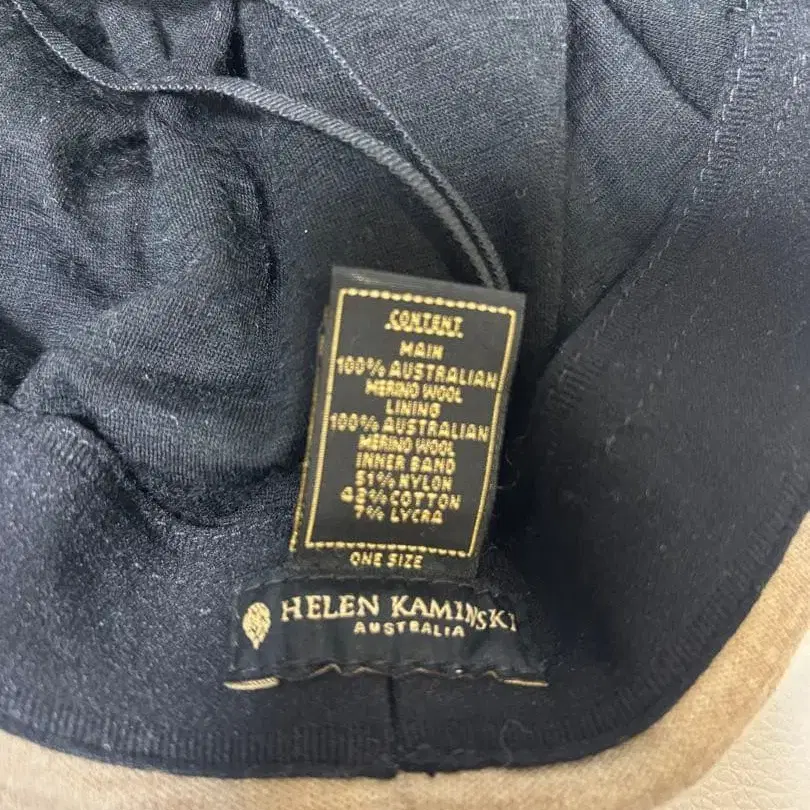 CONTENT
MAIN
100% AUSTRALIAN
MERINO WOOL
LINING
100% AUSTRALIAN
MERINO WOOL
INNER BAND
51% NYLON
42% COTTON
7% LYCRA
ONE SIZE
HELEN KAMINSKI
AUSTRALIA